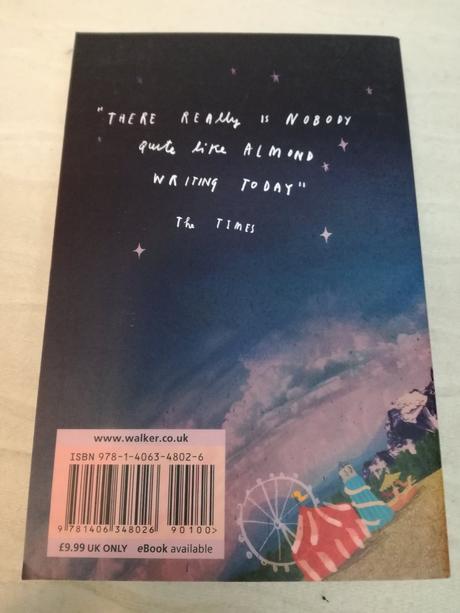 "THERE REALLY IS NOBODY
quite like ALMOND
WRITING TODAY"
The TIMES
www.walker.co.uk
ISBN 978-1-4063-4802-6
9 781406 348026 90100>
£9.99 UK ONLY eBook available